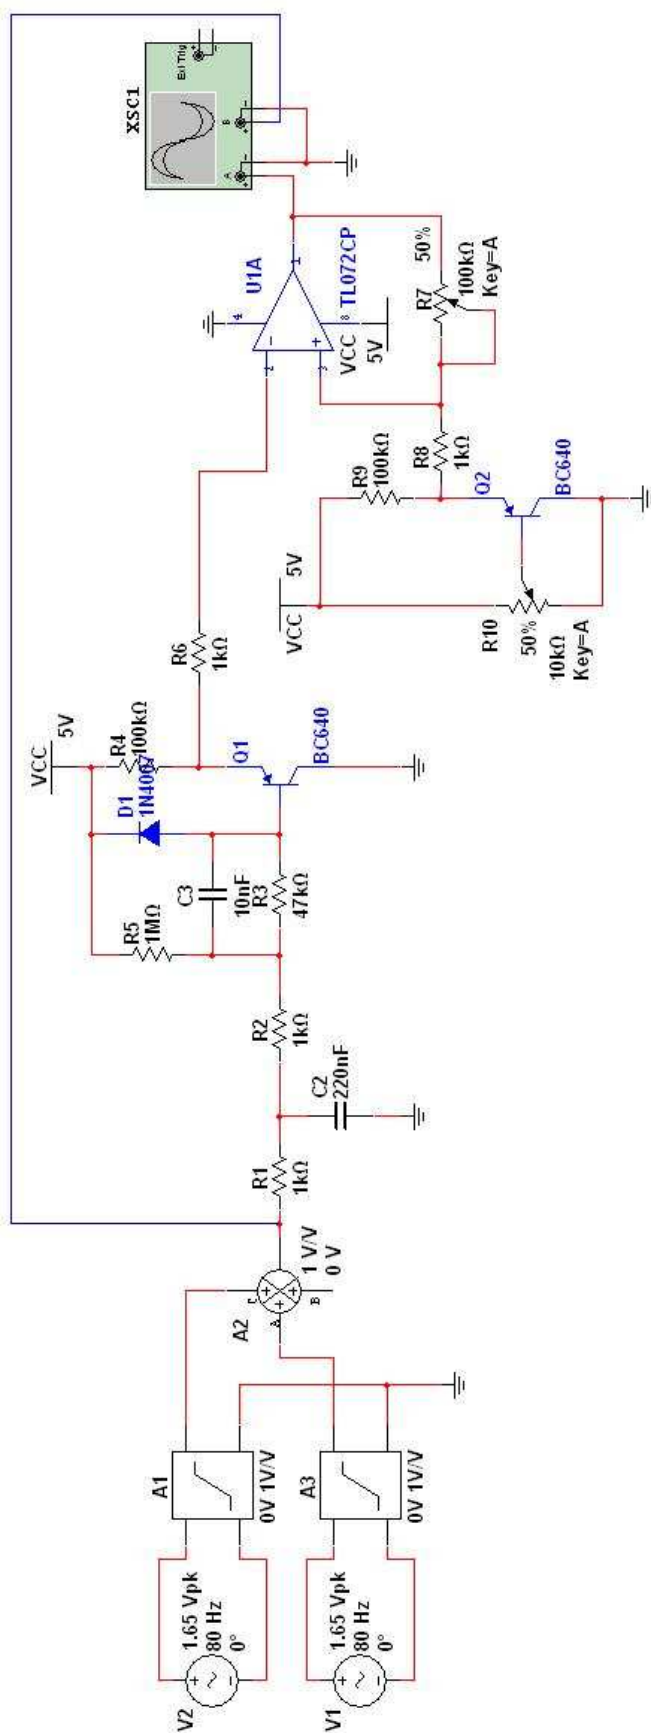 V2
1.65 Vpk
80 Hz
0°
V1
1.65 Vpk
80 Hz
0°
A1
0V 1V/V
A3
0V 1V/V
A2
C
A
B
1 V/V
0 V
R1
1kΩ
C2
220nF
R2
1kΩ
R5
1MΩ
C3
10nF
R3
47kΩ
D1
1N4007
VCC
5V
R4
100kΩ
Q1
BC640
R6
1kΩ
VCC
5V
R10
50%
10kΩ
Key=A
R9
100kΩ
Q2
BC640
R8
1kΩ
R7
50%
100kΩ
Key=A
2
3
4
8
1
U1A
TL072CP
VCC
5V
XSC1
A
B
Ext Trig